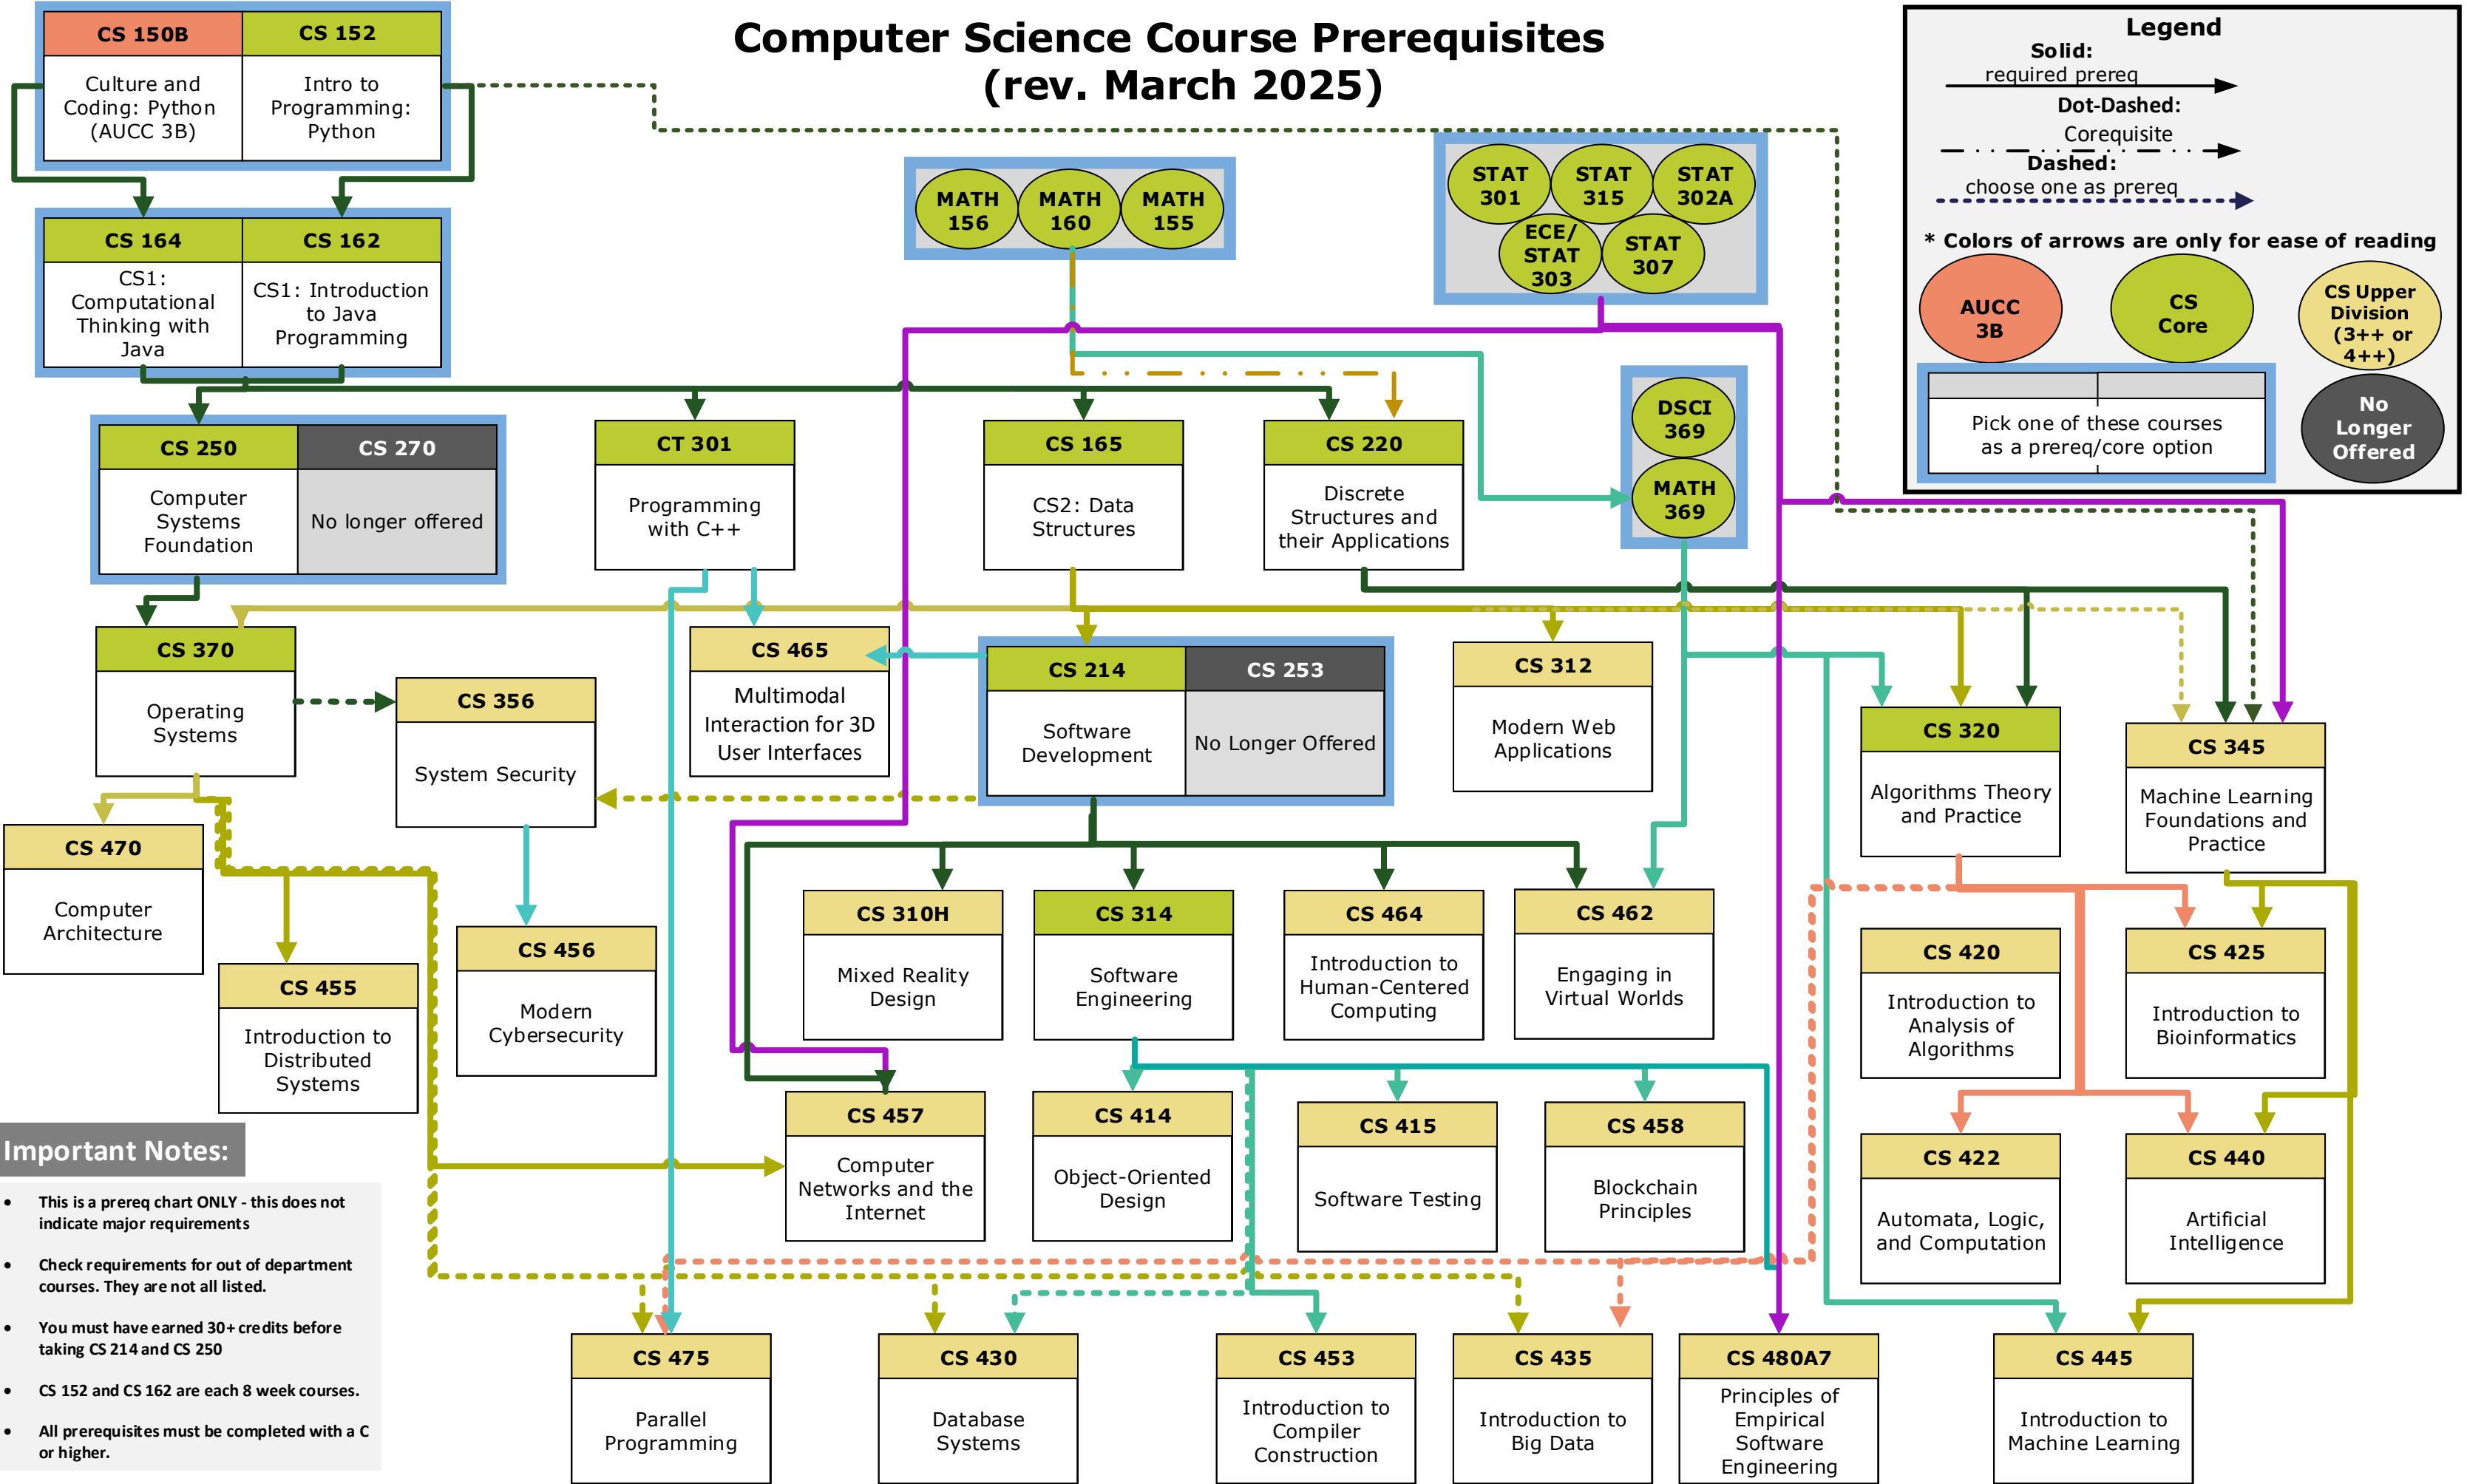 Computer Science Course Prerequisites
(rev. March 2025)
CS 150B
Culture and
Coding: Python
(AUCC 3B)
CS 152
Intro to
Programming:
Python
Legend
Solid:
required prereq
Dot-Dashed:
Corequisite
Dashed:
choose one as prereq
* Colors of arrows are only for ease of reading
AUCC
3B
CS
Core
CS Upper
Division
(3++ or
4++)
Pick one of these courses
as a prereq/core option
No
Longer
Offered
MATH
156
MATH
160
MATH
155
STAT
301
STAT
315
STAT
302A
ECE/
STAT
303
STAT
307
CS 164
CS1:
Computational
Thinking with
Java
CS 162
CS1: Introduction
to Java
Programming
DSCI
369
MATH
369
CS 250
Computer
Systems
Foundation
CS 270
No longer offered
CT 301
Programming
with C++
CS 165
CS2: Data
Structures
CS 220
Discrete
Structures and
their Applications
CS 370
Operating
Systems
CS 356
System Security
CS 465
Multimodal
Interaction for 3D
User Interfaces
CS 214
Software
Development
CS 253
No Longer Offered
CS 312
Modern Web
Applications
CS 320
Algorithms Theory
and Practice
CS 345
Machine Learning
Foundations and
Practice
CS 470
Computer
Architecture
CS 455
Introduction to
Distributed
Systems
CS 456
Modern
Cybersecurity
CS 310H
Mixed Reality
Design
CS 314
Software
Engineering
CS 464
Introduction to
Human-Centered
Computing
CS 462
Engaging in
Virtual Worlds
CS 420
Introduction to
Analysis of
Algorithms
CS 425
Introduction to
Bioinformatics
CS 457
Computer
Networks and the
Internet
CS 414
Object-Oriented
Design
CS 415
Software Testing
CS 458
Blockchain
Principles
CS 422
Automata, Logic,
and Computation
CS 440
Artificial
Intelligence
Important Notes:
• This is a prereq chart ONLY - this does not
indicate major requirements
• Check requirements for out of department
courses. They are not all listed.
• You must have earned 30+ credits before
taking CS 214 and CS 250
• CS 152 and CS 162 are each 8 week courses.
• All prerequisites must be completed with a C
or higher.
CS 475
Parallel
Programming
CS 430
Database
Systems
CS 453
Introduction to
Compiler
Construction
CS 435
Introduction to
Big Data
CS 480A7
Principles of
Empirical
Software
Engineering
CS 445
Introduction to
Machine Learning